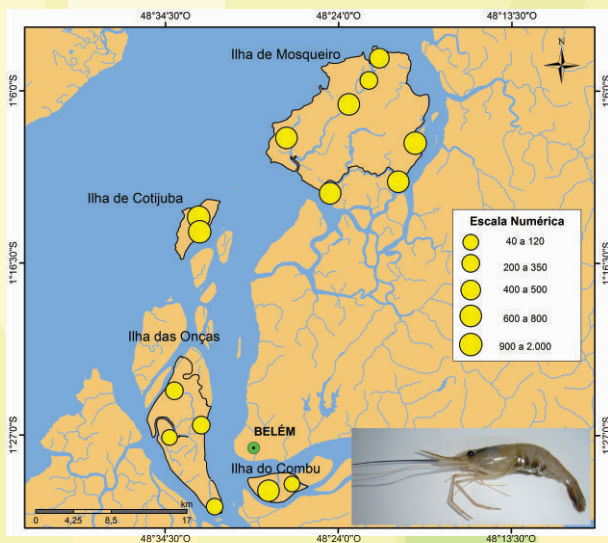 48°34'30"S
48°24'0"S
48°13'30"S
Ilha de Mosqueiro
N
1°6'0"S
1°6'0"S
Ilha de Cotijuba
Escala Numérica
40 a 120
200 a 350
400 a 500
600 a 800
900 a 2.000
1°16'30"S
1°16'30"S
Ilha das Onças
BELÉM
1°27'0"S
1°27'0"S
Ilha do Combu
km
0 4,25 8,5 17
48°34'30"S
48°24'0"S
48°13'30"S